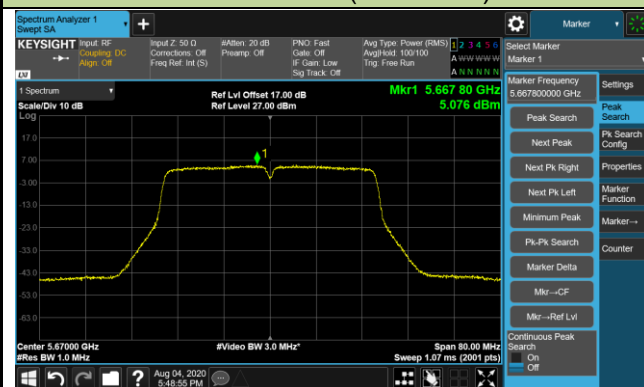 Spectrum Analyzer 1
Swept SA
Marker
KEYSIGHT
Input: RF
Coupling: DC
Align: Off
Input Z: 50 Ω
Corrections: Off
Freq Ref: Int (S)
#Atten: 20 dB
Preamp: Off
PNO: Fast
Gate: Off
IF Gain: Low
Sig Track: Off
Avg Type: Power (RMS)
Avg|Hold: 100/100
Trig: Free Run
1 2 3 4 5 6
A W W W W W
A N N N N N
LXI
Select Marker
Marker 1
1 Spectrum
Scale/Div 10 dB
Log
Ref Lvl Offset 17.00 dB
Ref Level 27.00 dBm
Mkr1 5.667 80 GHz
5.076 dBm
17.0
7.00
-3.00
-13.0
-23.0
-33.0
-43.0
-53.0
-63.0
1
Center 5.67000 GHz
#Res BW 1.0 MHz
#Video BW 3.0 MHz*
Span 80.00 MHz
Sweep 1.07 ms (2001 pts)
Marker Frequency
5.667800000 GHz
Peak Search
Next Peak
Next Pk Right
Next Pk Left
Minimum Peak
Pk-Pk Search
Marker Delta
Mkr→CF
Mkr→Ref Lvl
Continuous Peak
Search
On
Off
Settings
Peak
Search
Pk Search
Config
Properties
Marker
Function
Marker→
Counter
Aug 04, 2020
5:48:55 PM